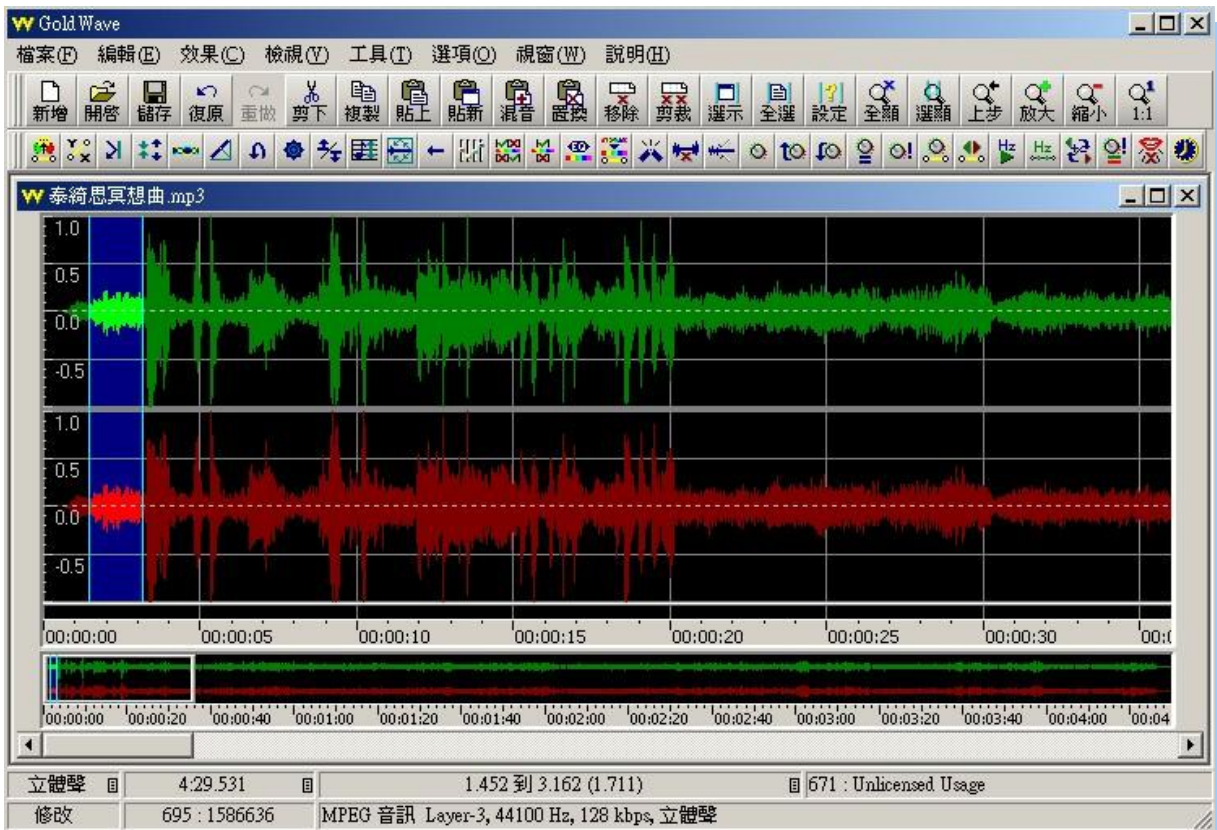 Gold Wave
檔案(F) 編輯(E) 效果(C) 檢視(V) 工具(T) 選項(O) 視窗(W) 說明(H)
新增 開啓 儲存 復原 重做 剪下 複製 貼上 貼新 混音 置換 移除 剪裁 選示 全選 設定 全顯 選顯 上步 放大 縮小 1:1
Hz Hz
泰綺思冥想曲.mp3
1.0
0.5
0.0
-0.5
1.0
0.5
0.0
-0.5
00:00:00 00:00:05 00:00:10 00:00:15 00:00:20 00:00:25 00:00:30 00:0
00:00:00 00:00:20 00:00:40 00:01:00 00:01:20 00:01:40 00:02:00 00:02:20 00:02:40 00:03:00 00:03:20 00:03:40 00:04:00 00:04
立體聲 4:29.531 1.452 到 3.162 (1.711) 671 : Unlicensed Usage
修改 695 : 1586636 MPEG 音訊 Layer-3, 44100 Hz, 128 kbps, 立體聲